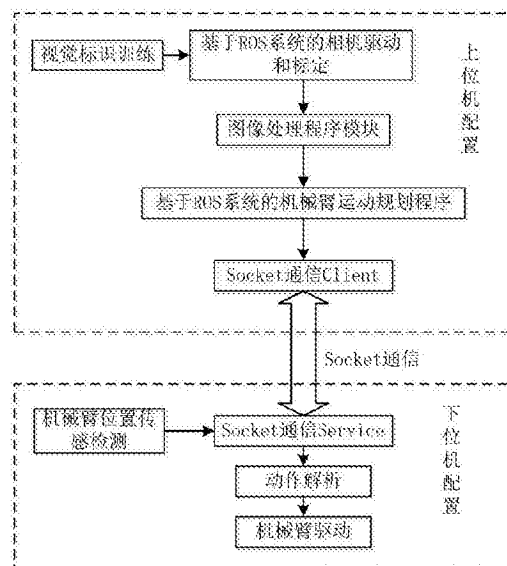 视觉标识训练
基于ROS系统的相机驱动
和标定
上位机配置
图像处理程序模块
基于ROS系统的机械臂运动规划程序
Socket通信Client
Socket通信
机械臂位置传
感检测
Socket通信Service
下位机配置
动作解析
机械臂驱动